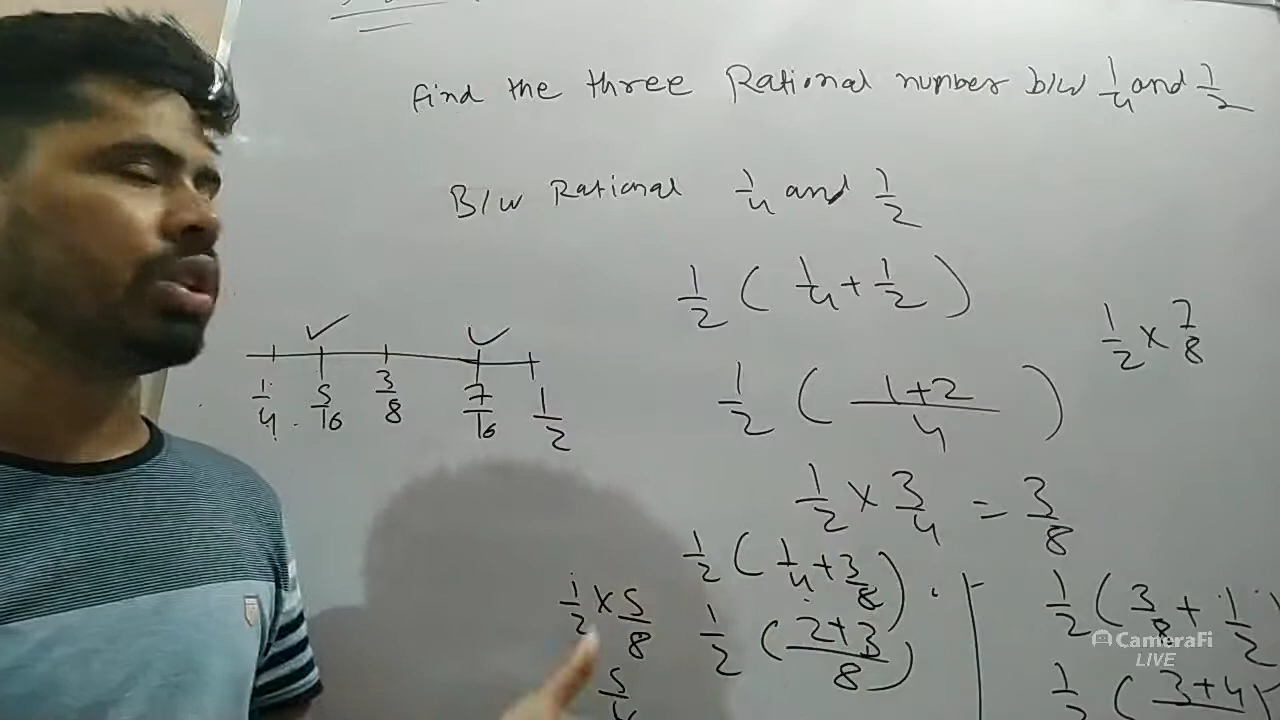 Find the three Rational number b/w 1/4 and 1/2
B/w Rational 1/4 and 1/2
1/2 ( 1/4 + 1/2 )
1/2 × 7/8
1/2 ( 1+2 / 4 )
1/4 5/16 3/8 7/16 1/2
1/2 × 3/4 = 3/8
1/2 ( 1/4 + 3/8 )
1/2 × 5/8
1/2 ( 2+3 / 8 )
1/2 ( 3/8 + 1/2 )
CameraFi
LIVE
1/2 ( 3+4